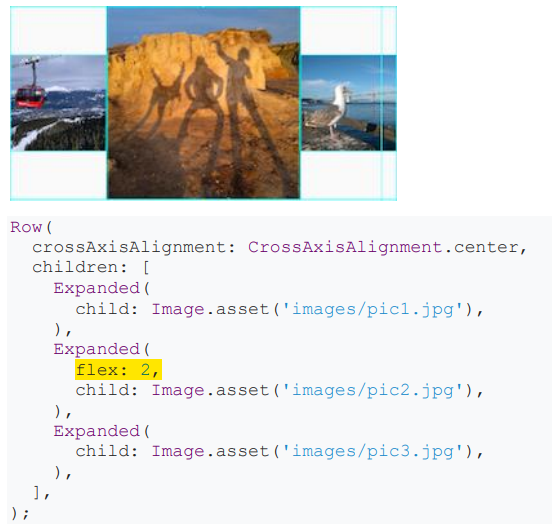 Row(
  crossAxisAlignment: CrossAxisAlignment.center,
  children: [
    Expanded(
      child: Image.asset('images/pic1.jpg'),
    ),
    Expanded(
      flex: 2,
      child: Image.asset('images/pic2.jpg'),
    ),
    Expanded(
      child: Image.asset('images/pic3.jpg'),
    ),
  ],
);